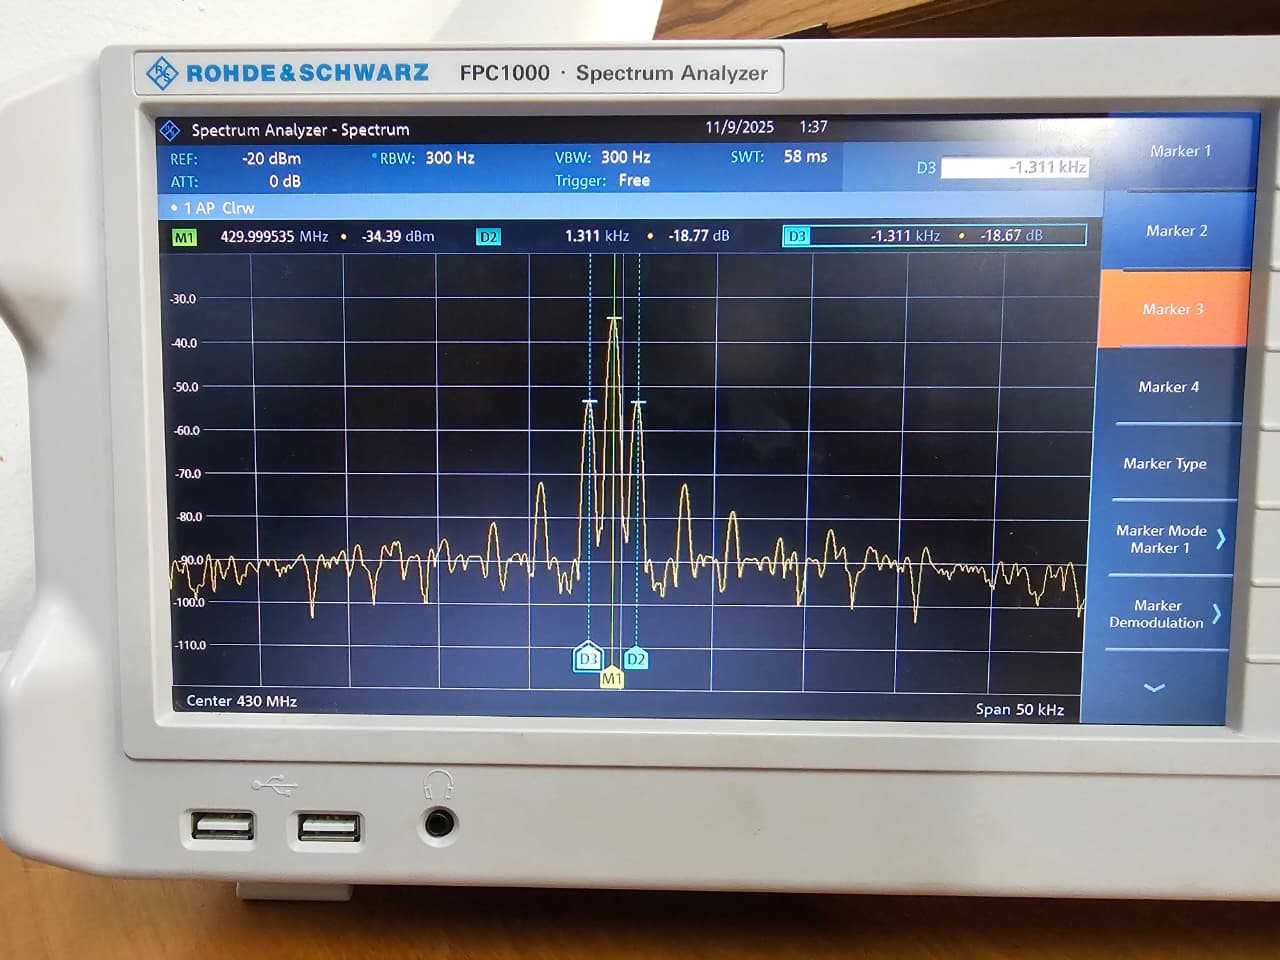 ROHDE&SCHWARZ FPC1000 · Spectrum Analyzer
Spectrum Analyzer - Spectrum 11/9/2025 1:37
REF: -20 dBm RBW: 300 Hz VBW: 300 Hz SWT: 58 ms
ATT: 0 dB Trigger: Free
D3 -1.311 kHz
1 AP Clrw
M1 429.999535 MHz • -34.39 dBm D2 1.311 kHz • -18.77 dB D3 -1.311 kHz • -18.67 dB
-30.0
-40.0
-50.0
-60.0
-70.0
-80.0
-90.0
-100.0
-110.0
D3
M1
D2
Center 430 MHz Span 50 kHz
Marker 1
Marker 2
Marker 3
Marker 4
Marker Type
Marker Mode
Marker 1
Marker
Demodulation